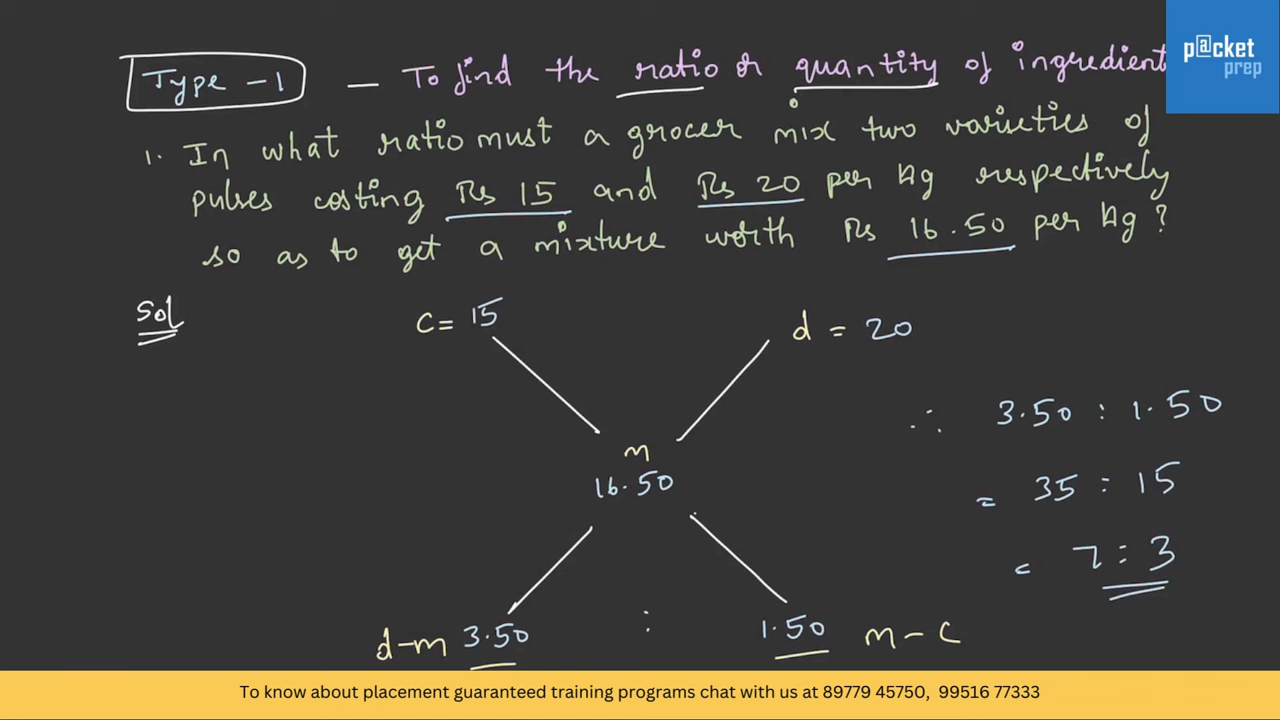 p@cket
prep
Type -1 - To find the ratio or quantity of ingredient
1. In what ratio must a grocer mix two varieties of
pulses costing Rs 15 and Rs 20 per kg respectively
so as to get a mixture worth Rs 16.50 per kg ?
Sol
C = 15 d = 20
m
16.50
d-m 3.50 : 1.50 m-c
∴ 3.50 : 1.50
= 35 : 15
= 7 : 3
To know about placement guaranteed training programs chat with us at 89779 45750, 99516 77333